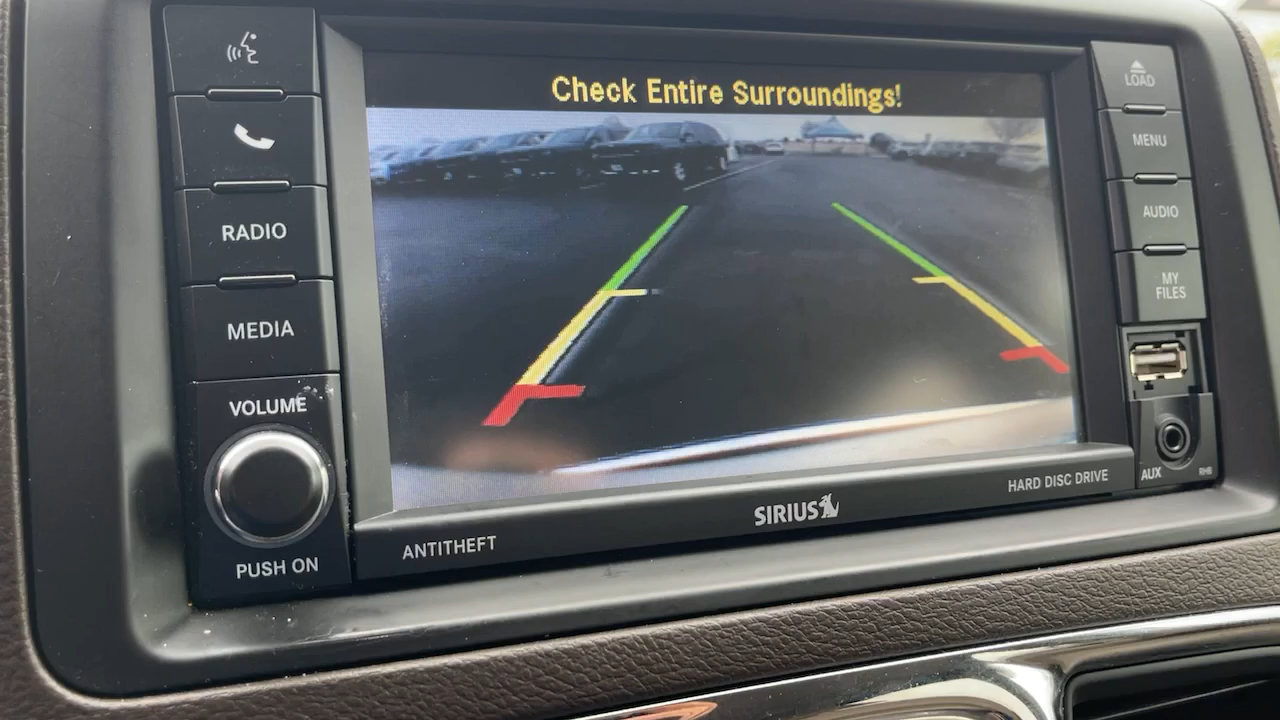 Check Entire Surroundings!
RADIO
MEDIA
VOLUME
PUSH ON
ANTITHEFT
SIRIUS
HARD DISC DRIVE
LOAD
MENU
AUDIO
MY
FILES
AUX
RHB